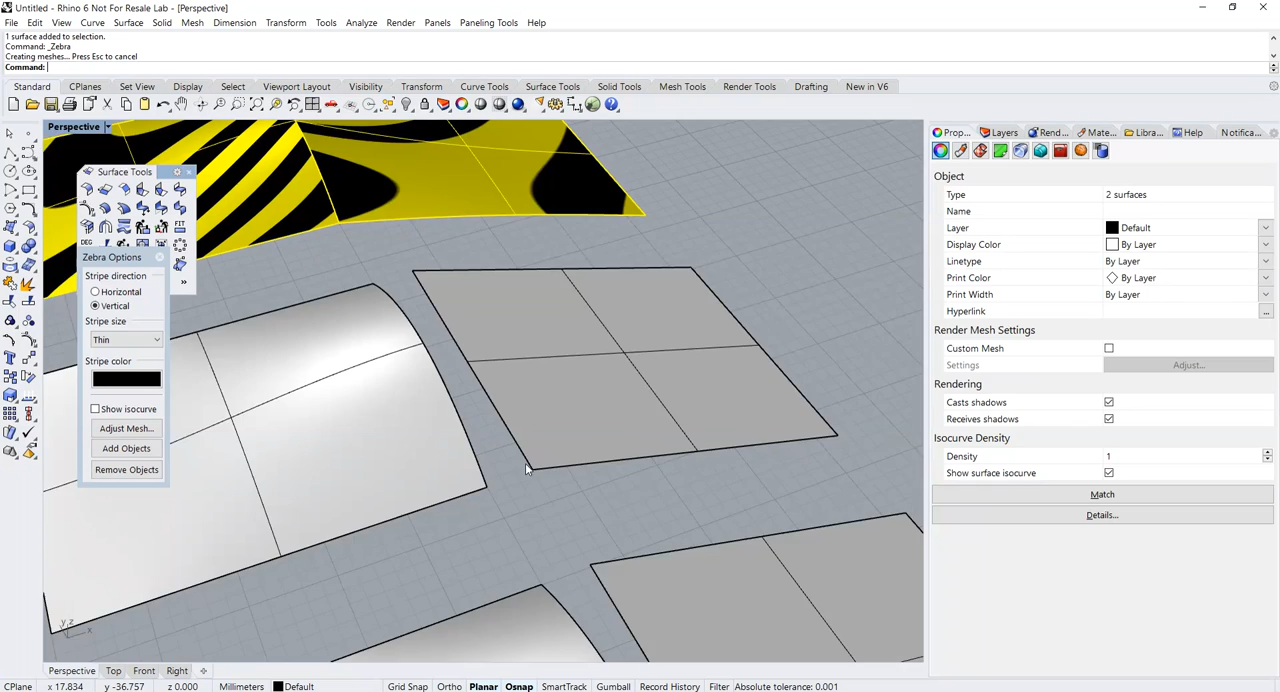 Untitled - Rhino 6 Not For Resale Lab - [Perspective]
File Edit View Curve Surface Solid Mesh Dimension Transform Tools Analyze Render Panels Paneling Tools Help
1 surface added to selection.
Command: _Zebra
Creating meshes... Press Esc to cancel
Command:
Standard CPlanes Set View Display Select Viewport Layout Visibility Transform Curve Tools Surface Tools Solid Tools Mesh Tools Render Tools Drafting New in V6
Perspective
Prop... Layers Rend... Mate... Libra... Help Notifica...
Surface Tools
FIT
DEG
Zebra Options
Stripe direction
Horizontal
Vertical
Stripe size
Thin
Stripe color
Show isocurve
Adjust Mesh...
Add Objects
Remove Objects
Object
Type 2 surfaces
Name
Layer Default
Display Color By Layer
Linetype By Layer
Print Color By Layer
Print Width By Layer
Hyperlink ...
Render Mesh Settings
Custom Mesh
Settings Adjust...
Rendering
Casts shadows
Receives shadows
Isocurve Density
Density 1
Show surface isocurve
Match
Details...
y z
x
Perspective Top Front Right
CPlane x 17.834 y -36.757 z 0.000 Millimeters Default Grid Snap Ortho Planar Osnap SmartTrack Gumball Record History Filter Absolute tolerance: 0.001